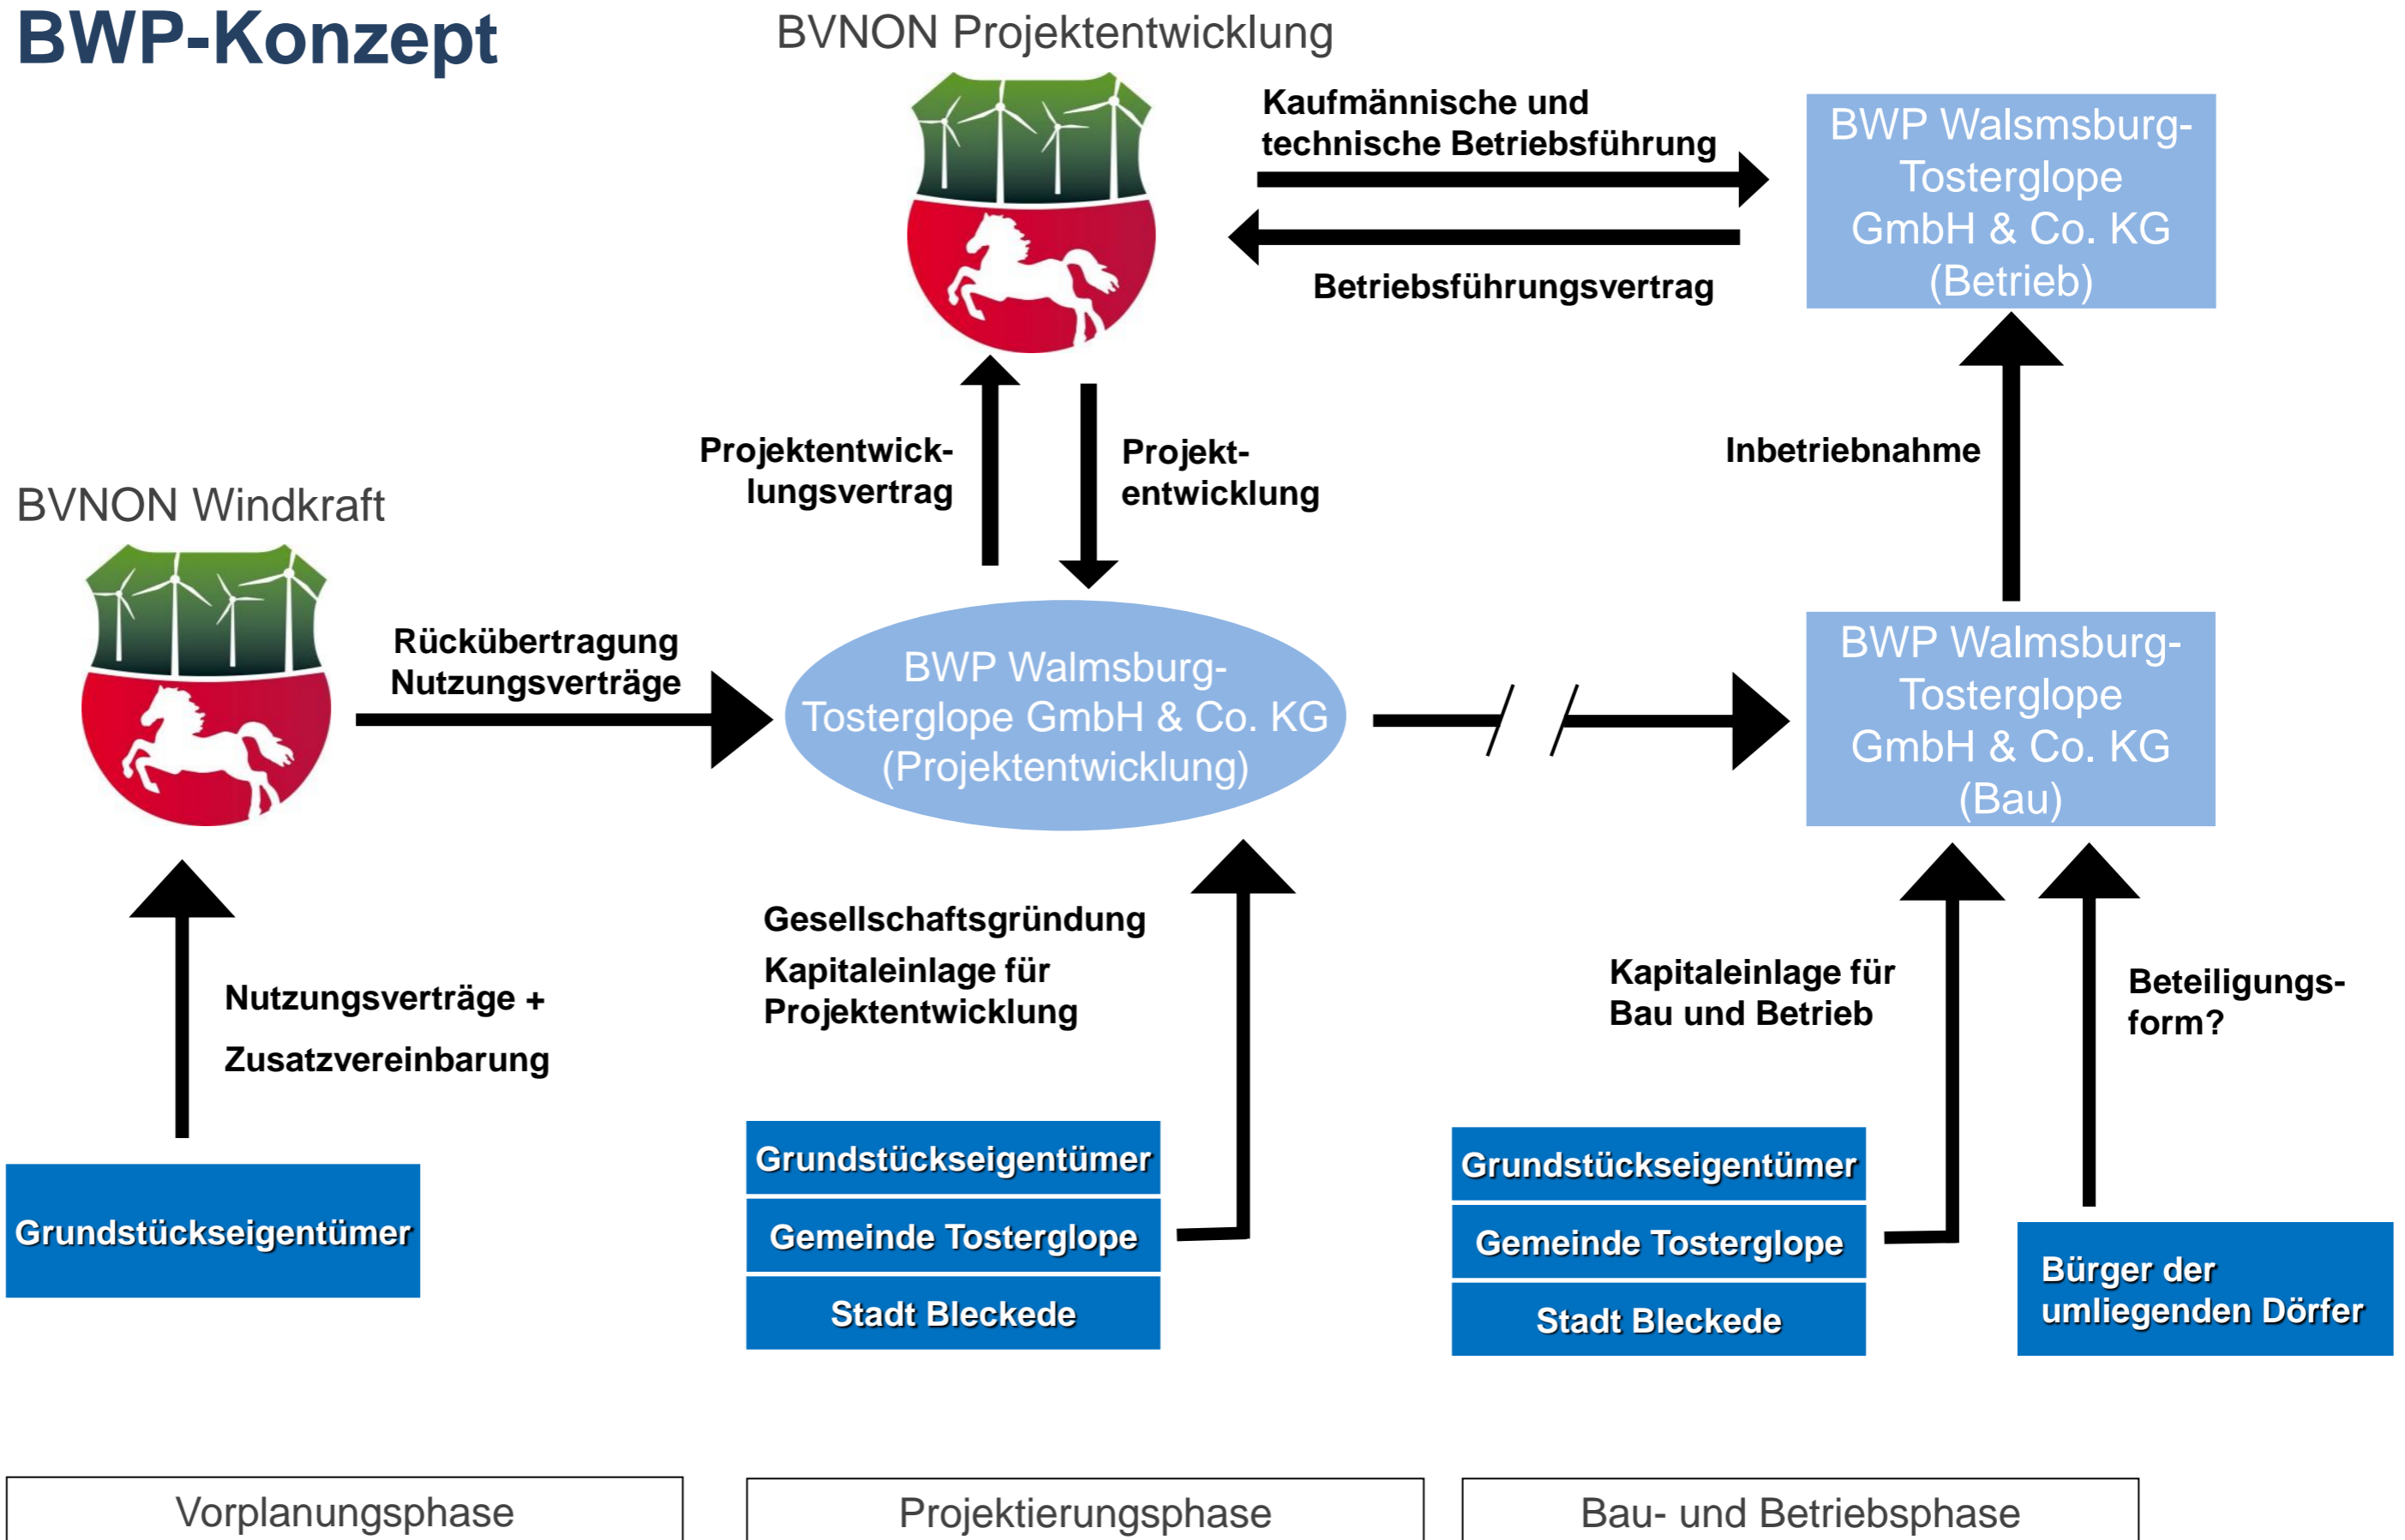 BWP-Konzept
BVNON Projektentwicklung
Kaufmännische und
technische Betriebsführung
Betriebsführungsvertrag
BWP Walsmsburg-
Tosterglope
GmbH & Co. KG
(Betrieb)
Projektentwick-
lungsvertrag
Projekt-
entwicklung
Inbetriebnahme
BVNON Windkraft
Rückübertragung
Nutzungsverträge
BWP Walmsburg-
Tosterglope GmbH & Co. KG
(Projektentwicklung)
BWP Walmsburg-
Tosterglope
GmbH & Co. KG
(Bau)
Nutzungsverträge +
Zusatzvereinbarung
Gesellschaftsgründung
Kapitaleinlage für
Projektentwicklung
Kapitaleinlage für
Bau und Betrieb
Beteiligungs-
form?
Grundstückseigentümer
Grundstückseigentümer
Gemeinde Tosterglope
Stadt Bleckede
Grundstückseigentümer
Gemeinde Tosterglope
Stadt Bleckede
Bürger der
umliegenden Dörfer
Vorplanungsphase
Projektierungsphase
Bau- und Betriebsphase